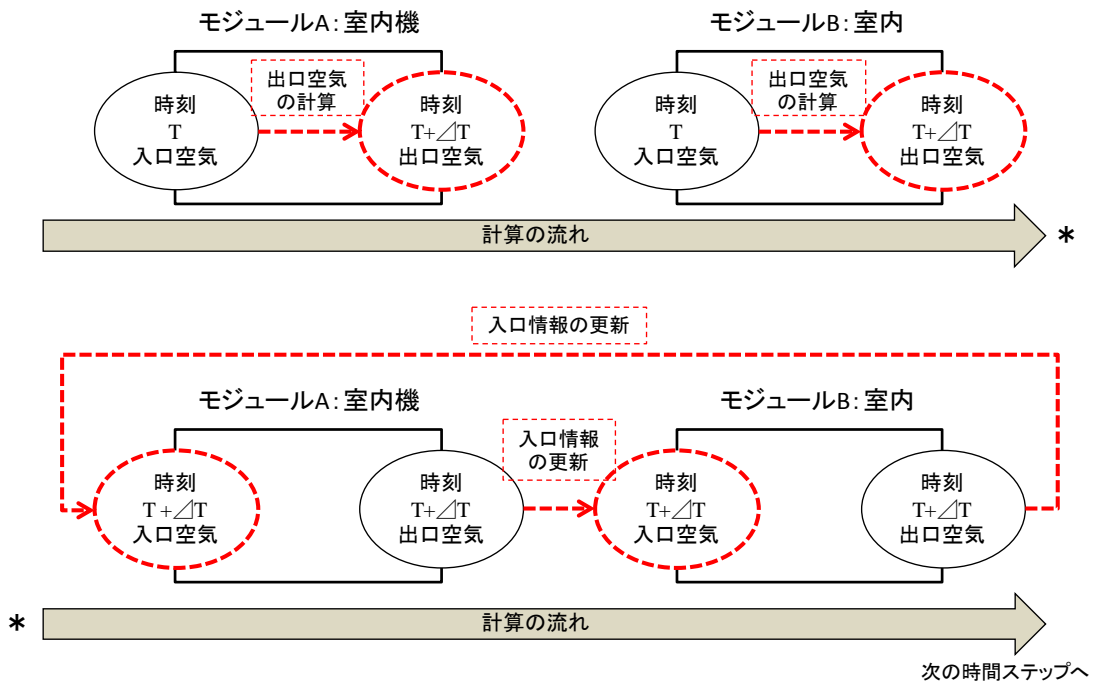 モジュールA：室内機
モジュールB：室内
出口空気
の計算
出口空気
の計算
時刻
T
入口空気
時刻
T+⊿T
出口空気
時刻
T
入口空気
時刻
T+⊿T
出口空気
計算の流れ
*
入口情報の更新
モジュールA：室内機
モジュールB：室内
入口情報
の更新
時刻
T+⊿T
入口空気
時刻
T+⊿T
出口空気
時刻
T+⊿T
入口空気
時刻
T+⊿T
出口空気
*
計算の流れ
次の時間ステップへ